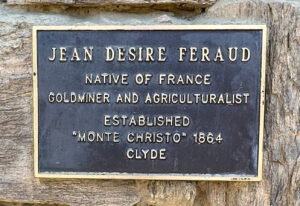 JEAN DESIRE FERAUD
NATIVE OF FRANCE
GOLDMINER AND AGRICULTURALIST
ESTABLISHED
"MONTE CHRISTO" 1864
CLYDE